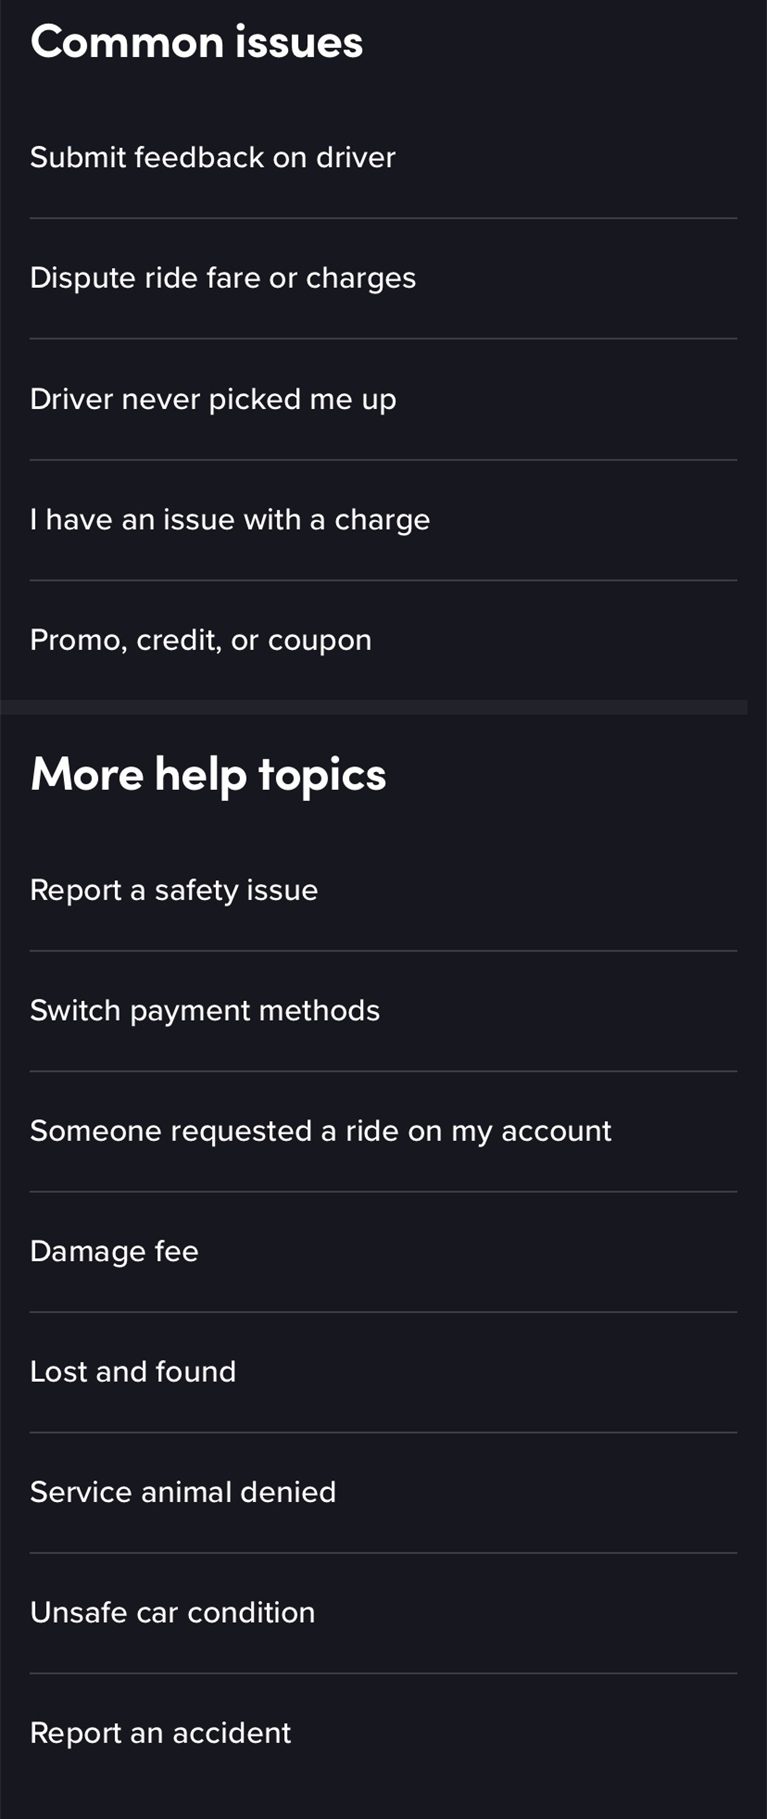 Common issues
Submit feedback on driver
Dispute ride fare or charges
Driver never picked me up
I have an issue with a charge
Promo, credit, or coupon
More help topics
Report a safety issue
Switch payment methods
Someone requested a ride on my account
Damage fee
Lost and found
Service animal denied
Unsafe car condition
Report an accident